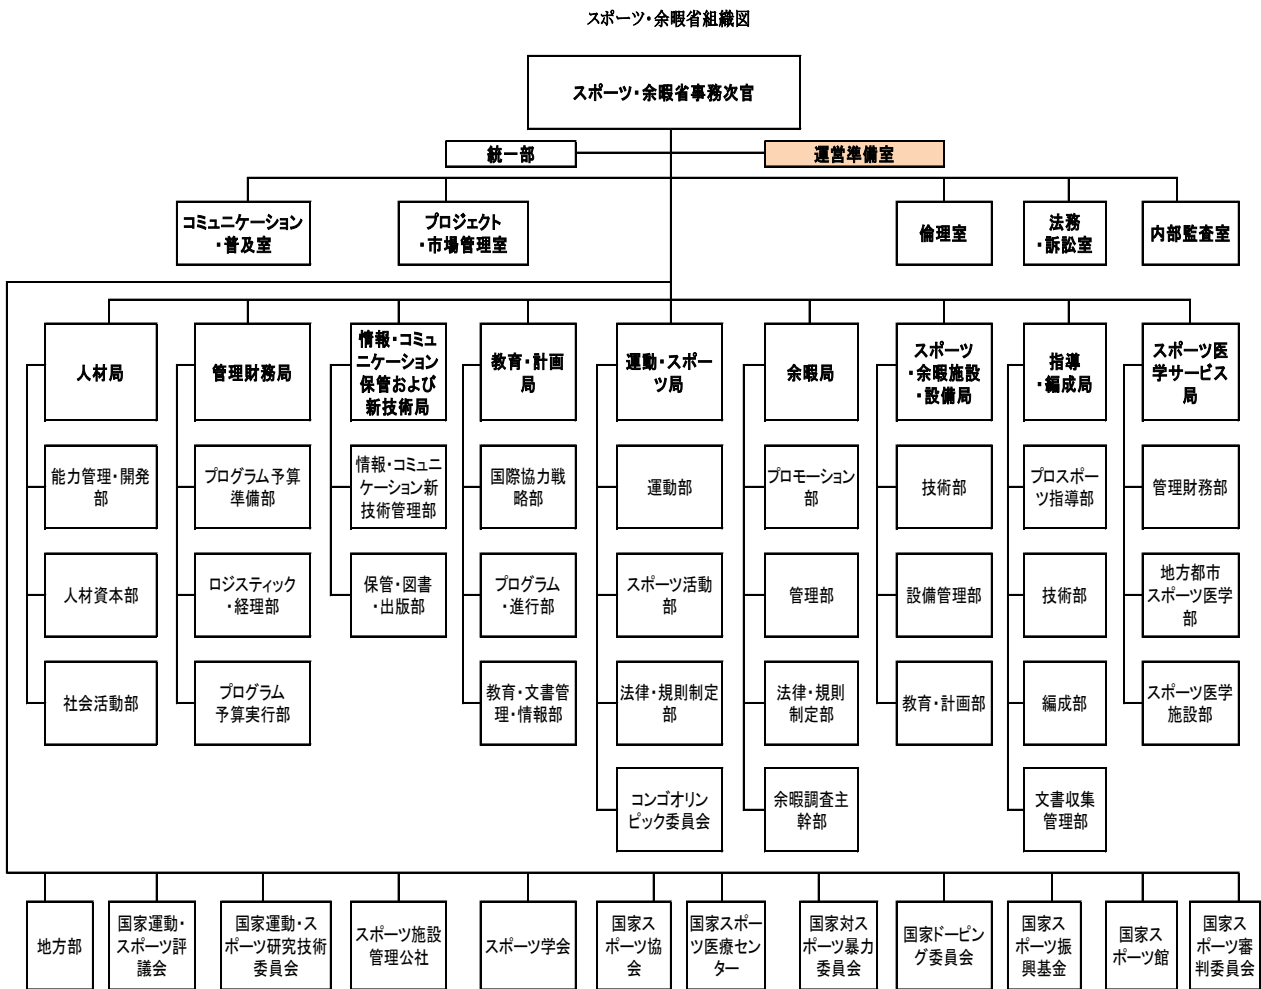 スポーツ・余暇省組織図
スポーツ・余暇省事務次官
統一部
運営準備室
コミュニケーション
・普及室
プロジェクト
・市場管理室
倫理室
法務
・訴訟室
内部監査室
人材局
管理財務局
情報・コミュ
ニケーション
保管および
新技術局
教育・計画
局
運動・スポー
ツ局
余暇局
スポーツ
・余暇施設
・設備局
指導
・編成局
スポーツ医
学サービス
局
能力管理・開発
部
プログラム予算
準備部
情報・コミュニ
ケーション新
技術管理部
国際協力戦
略部
運動部
プロモーション
部
技術部
プロスポー
ツ指導部
管理財務部
人材資本部
ロジスティック
・経理部
保管・図書
・出版部
プログラム
・進行部
スポーツ活動
部
管理部
設備管理部
技術部
地方都市
スポーツ医学
部
社会活動部
プログラム
予算実行部
教育・文書管
理・情報部
法律・規則制定
部
法律・規則
制定部
教育・計画部
編成部
スポーツ医学
施設部
コンゴオリン
ピック委員会
余暇調査主
幹部
文書収集
管理部
地方部
国家運動・
スポーツ評
議会
国家運動・ス
ポーツ研究技術
委員会
スポーツ施設
管理公社
スポーツ学会
国家ス
ポーツ協
会
国家スポー
ツ医療セン
ター
国家対ス
ポーツ暴力
委員会
国家ドーピン
グ委員会
国家ス
ポーツ振
興基金
国家ス
ポーツ館
国家ス
ポーツ審
判委員会